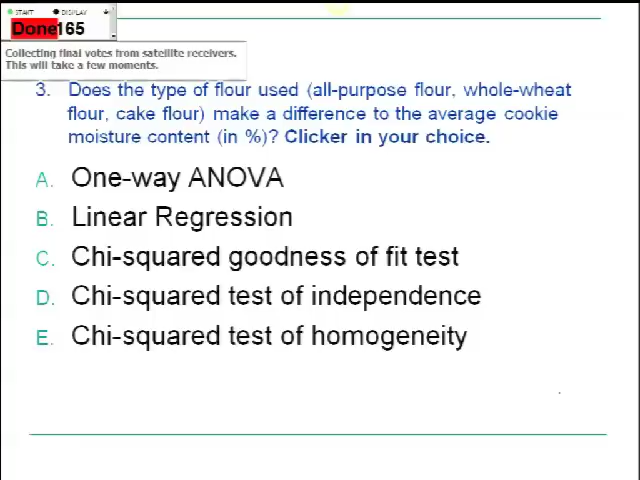 START DISPLAY
Done 165
Collecting final votes from satellite receivers.
This will take a few moments.
3. Does the type of flour used (all-purpose flour, whole-wheat
flour, cake flour) make a difference to the average cookie
moisture content (in %)? Clicker in your choice.
A. One-way ANOVA
B. Linear Regression
C. Chi-squared goodness of fit test
D. Chi-squared test of independence
E. Chi-squared test of homogeneity